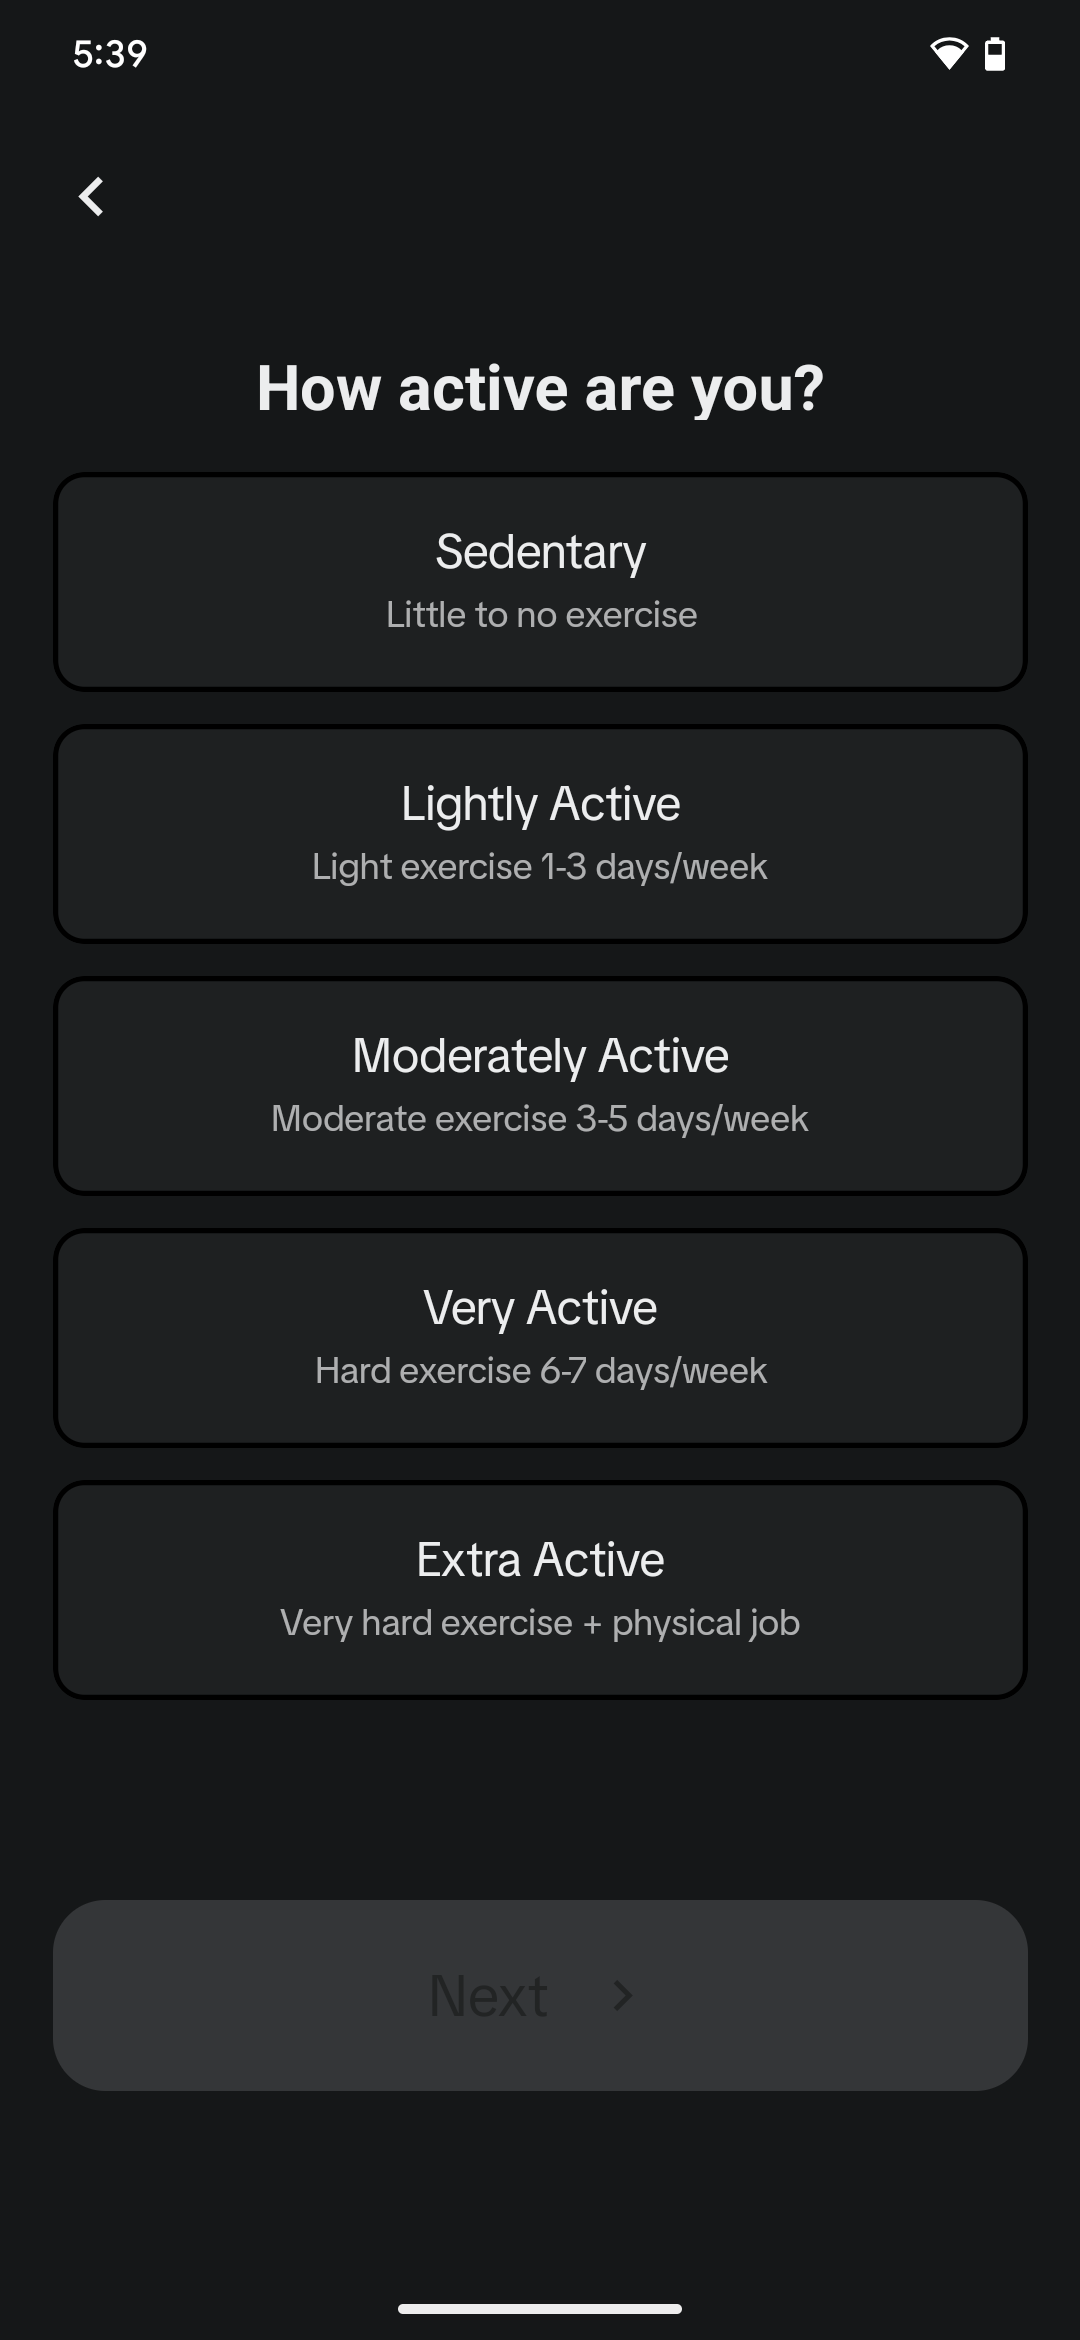 5:39
How active are you?
Sedentary
Little to no exercise
Lightly Active
Light exercise 1-3 days/week
Moderately Active
Moderate exercise 3-5 days/week
Very Active
Hard exercise 6-7 days/week
Extra Active
Very hard exercise + physical job
Next